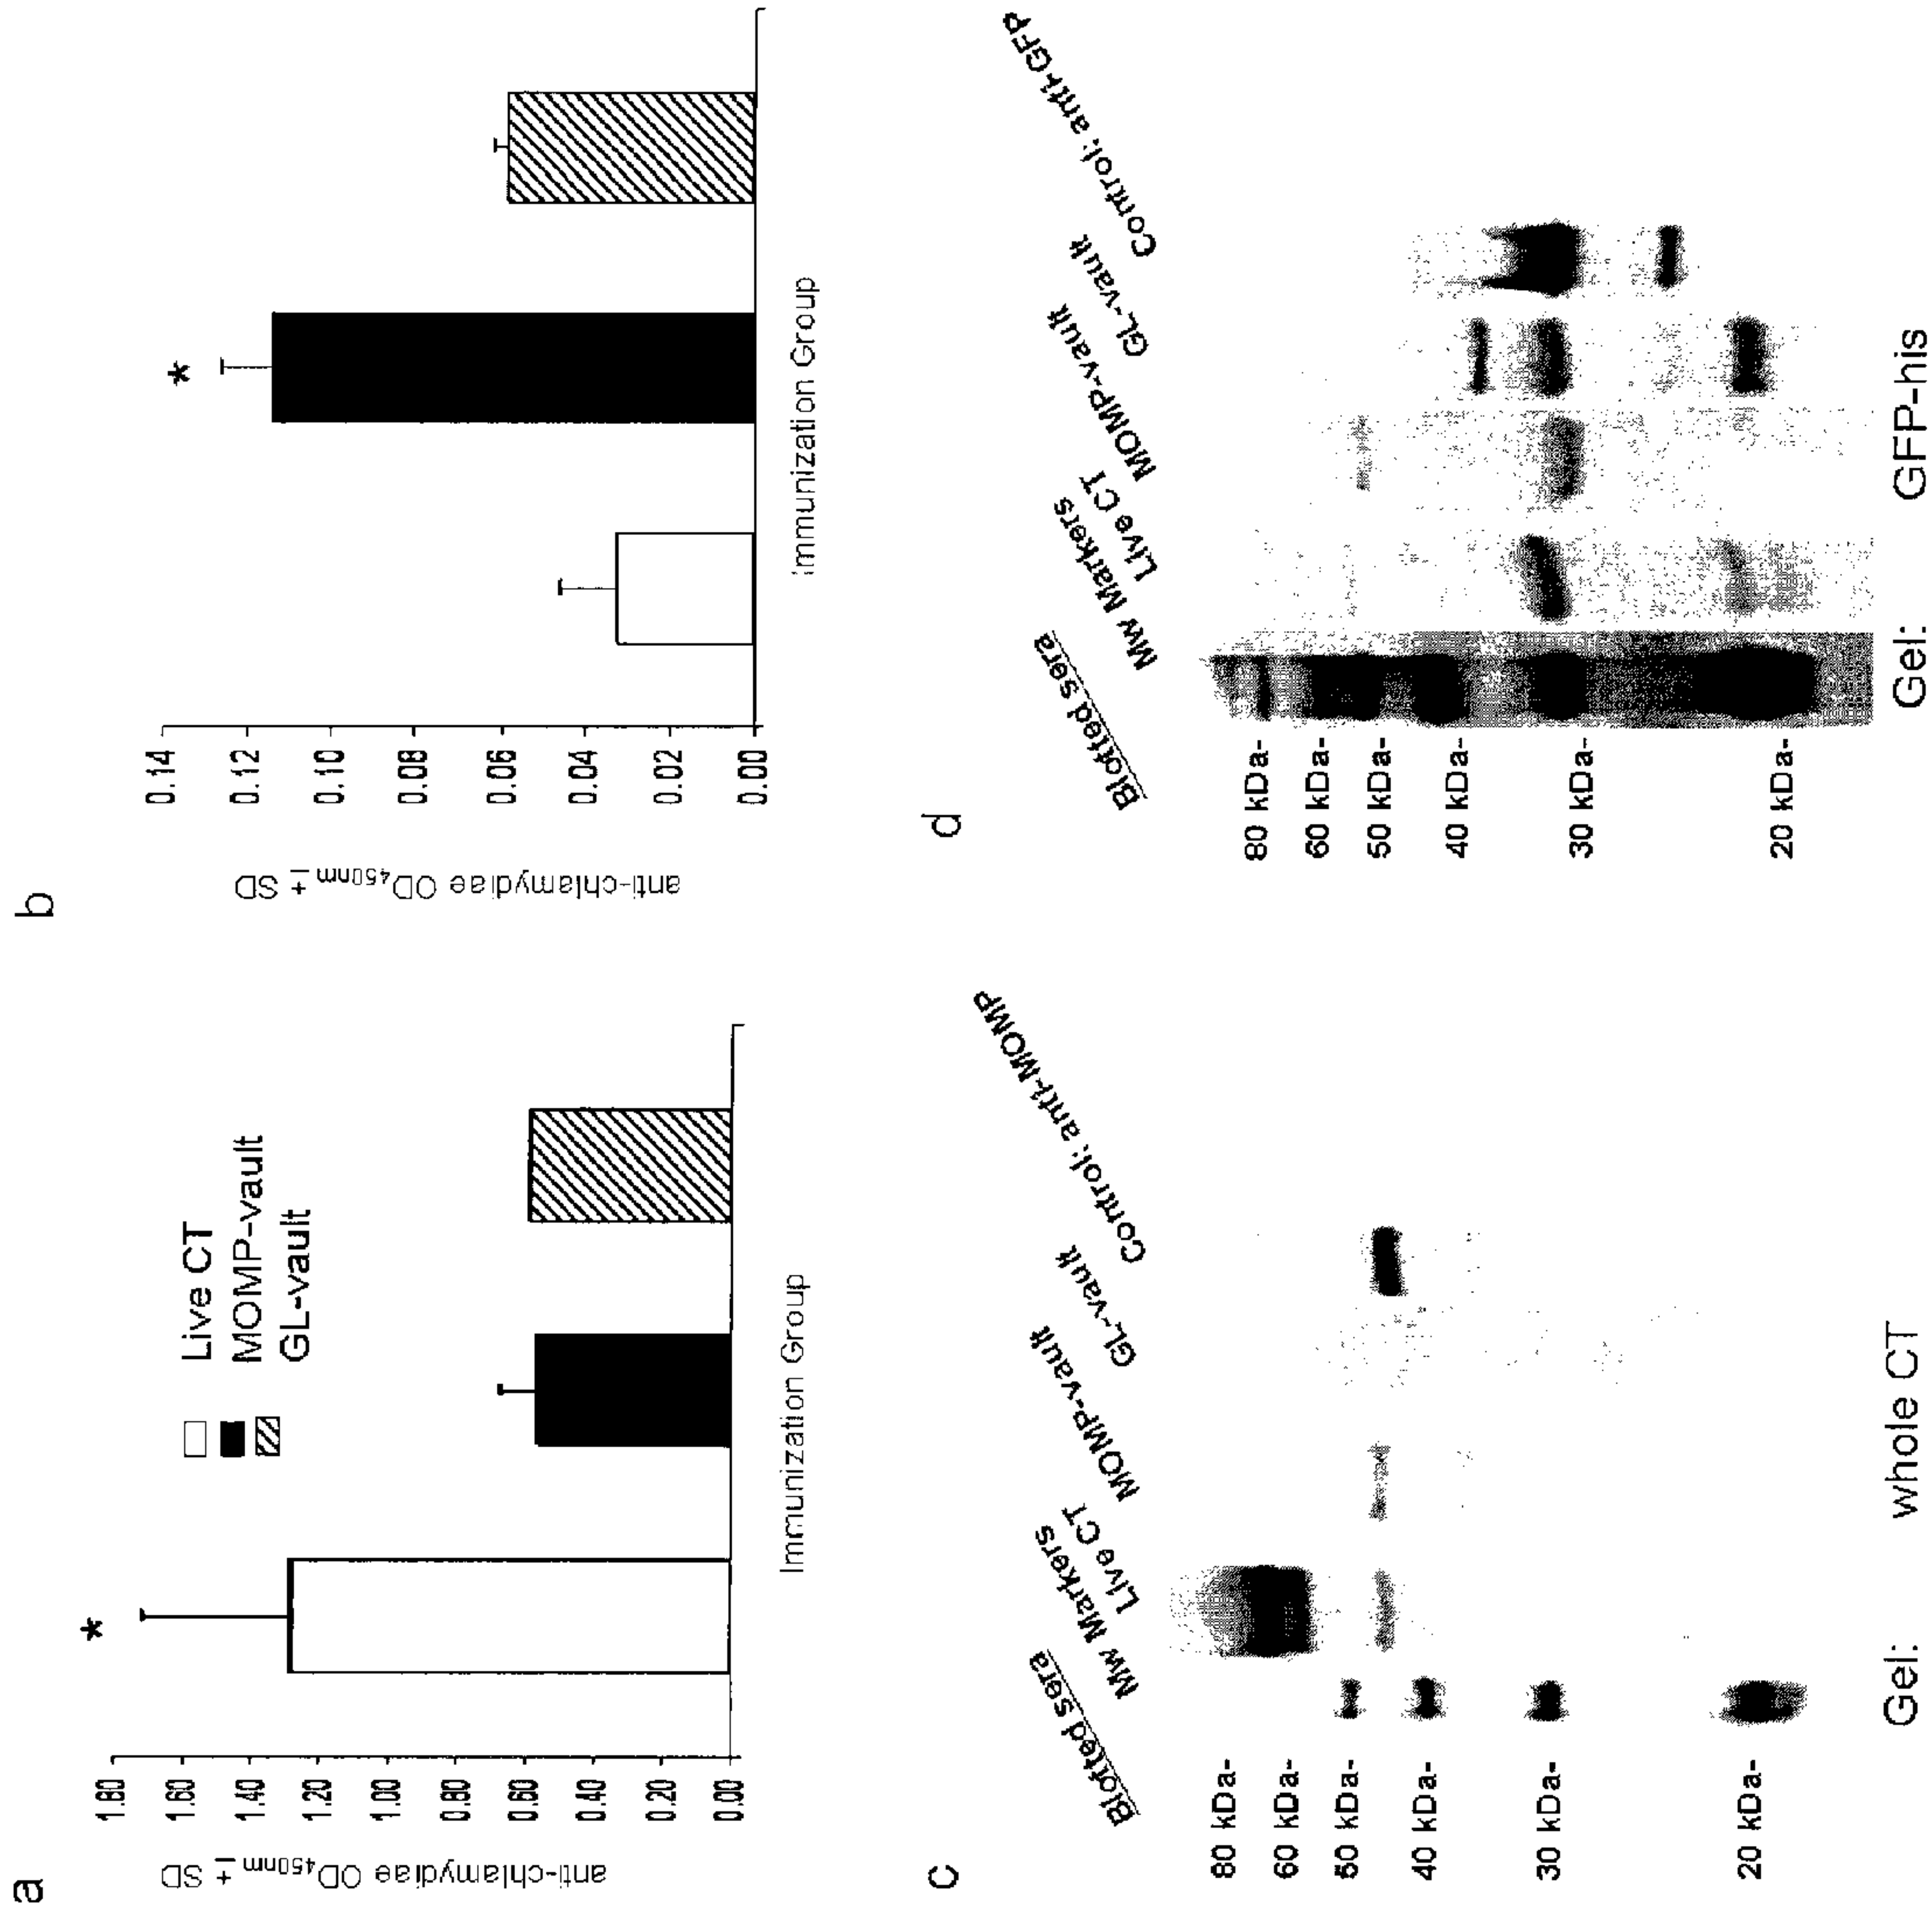 a
anti-chlamydiae OD450nm ± SD
1.80
1.60
1.40
1.20
1.00
0.80
0.60
0.40
0.20
0.00
*
Live CT
MOMP-vault
GL-vault
Immunization Group
b
anti-chlamydiae OD450nm ± SD
0.14
0.12
0.10
0.08
0.06
0.04
0.02
0.00
*
Immunization Group
c
Blotted sera
MW Markers
Live CT
MOMP-vault
GL-vault
Control: anti-MOMP
80 kDa-
60 kDa-
50 kDa-
40 kDa-
30 kDa-
20 kDa-
Gel: whole CT
d
Blotted sera
MW Markers
Live CT
MOMP-vault
GL-vault
Control: anti-GFP
80 kDa-
60 kDa-
50 kDa-
40 kDa-
30 kDa-
20 kDa-
Gel: GFP-his